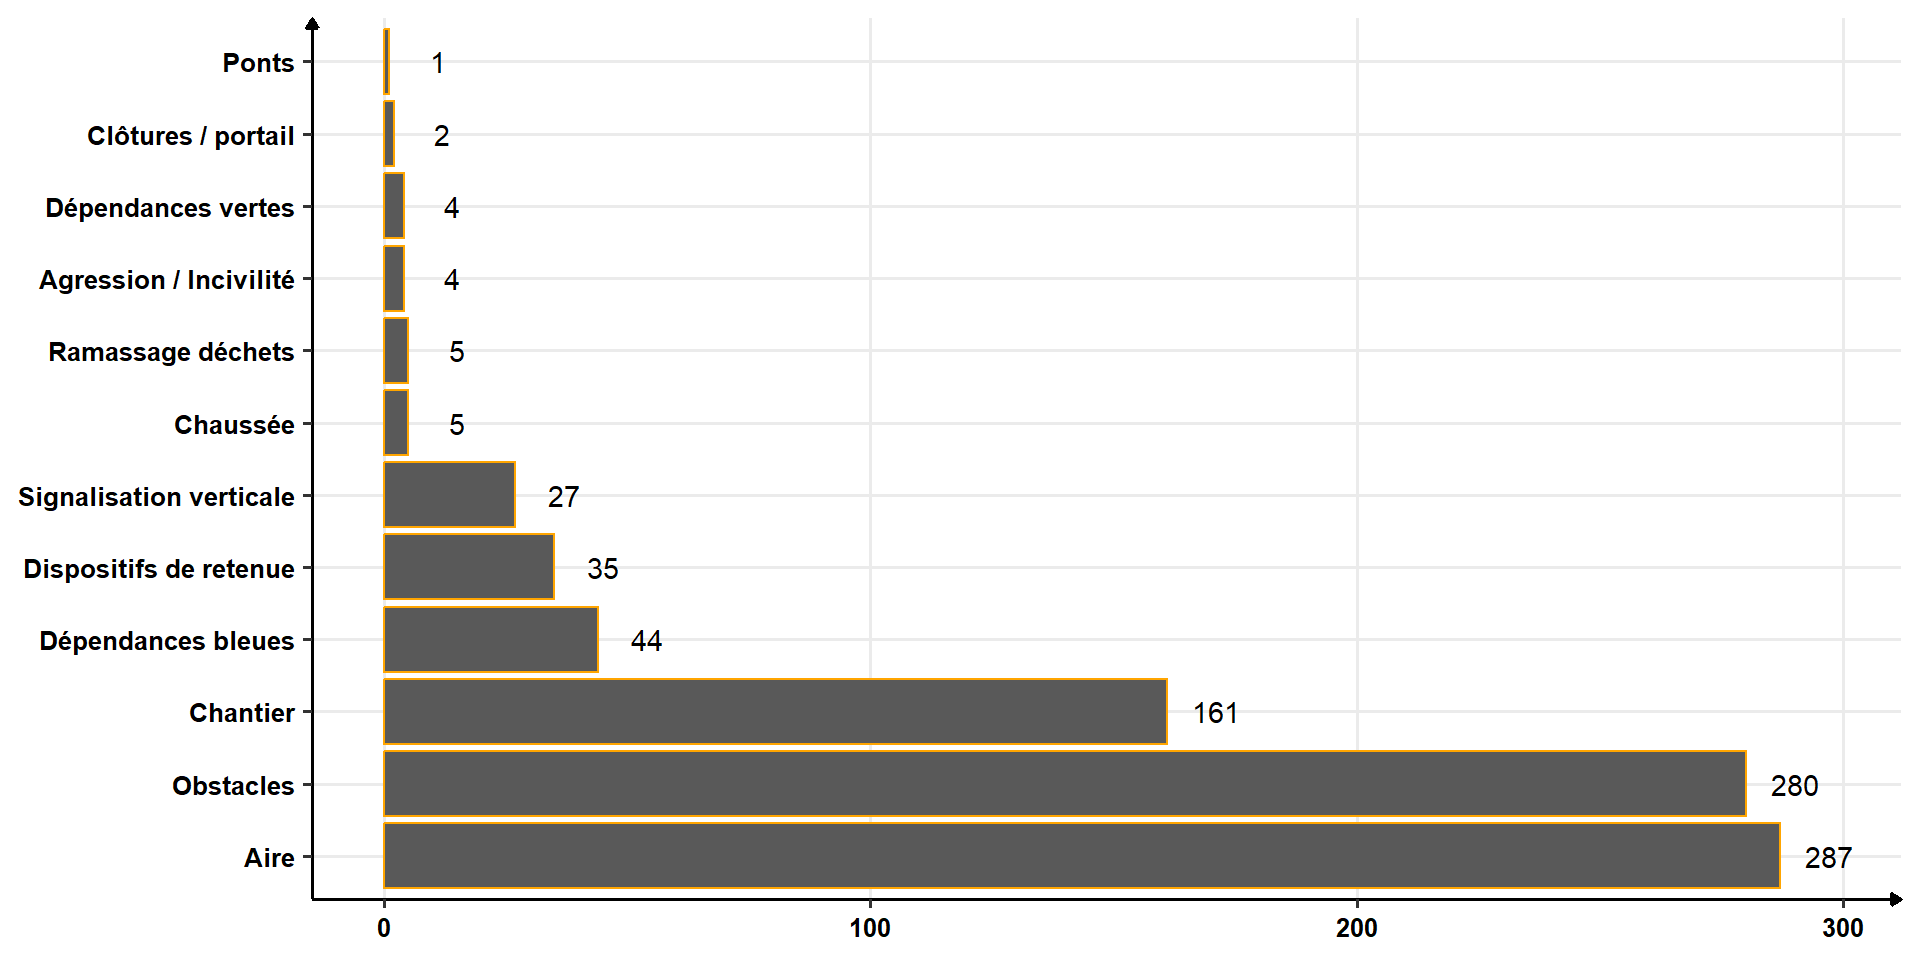 Ponts 1
Clôtures / portail 2
Dépendances vertes 4
Agression / Incivilité 4
Ramassage déchets 5
Chaussée 5
Signalisation verticale 27
Dispositifs de retenue 35
Dépendances bleues 44
Chantier 161
Obstacles 280
Aire 287
0 100 200 300